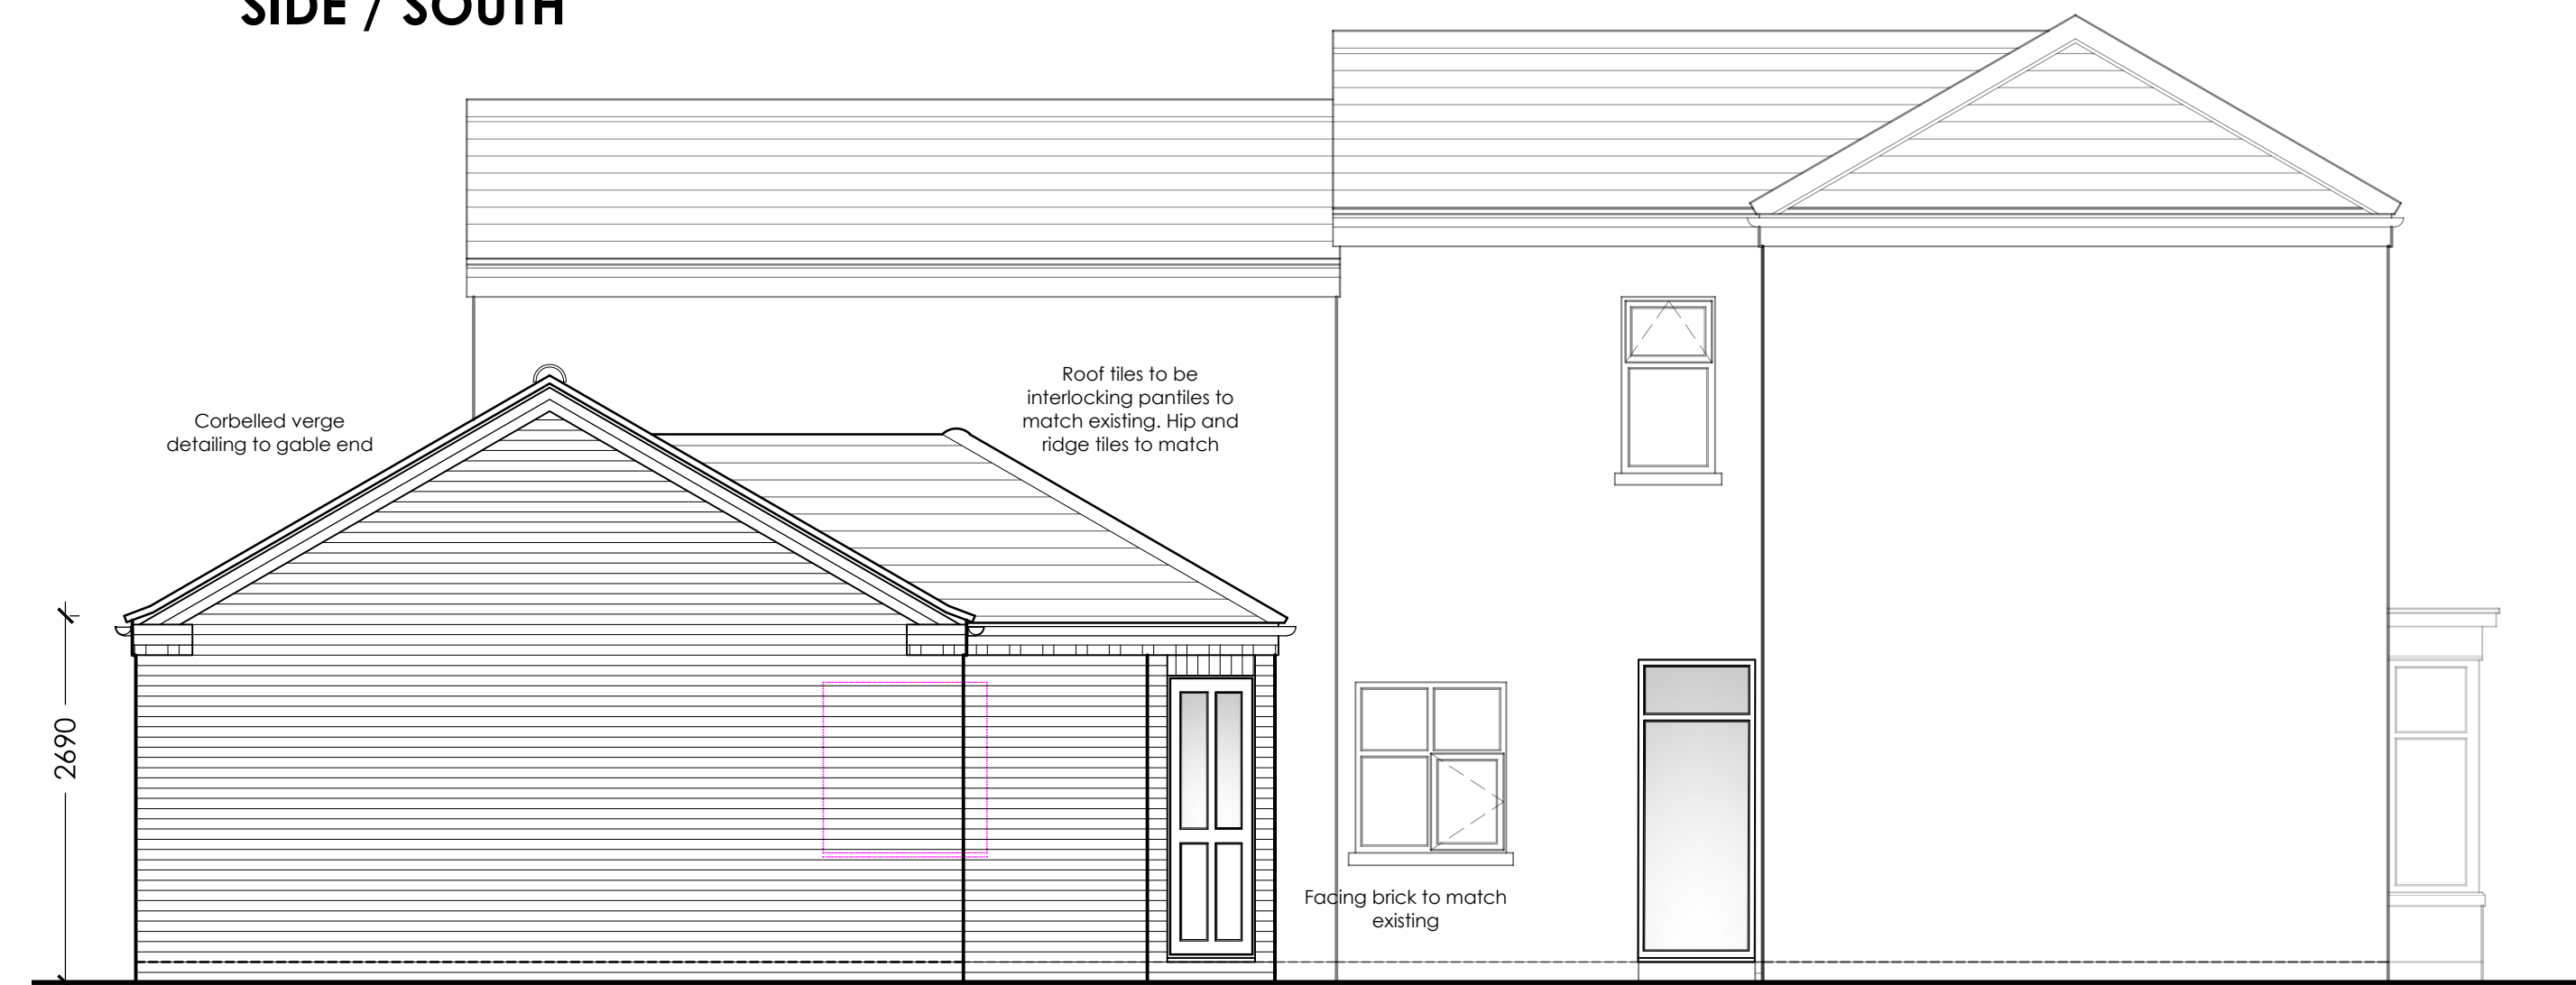 SIDE / SOUTH
Roof tiles to be
interlocking pantiles to
match existing. Hip and
ridge tiles to match
Corbelled verge
detailing to gable end
2690
Facing brick to match
existing